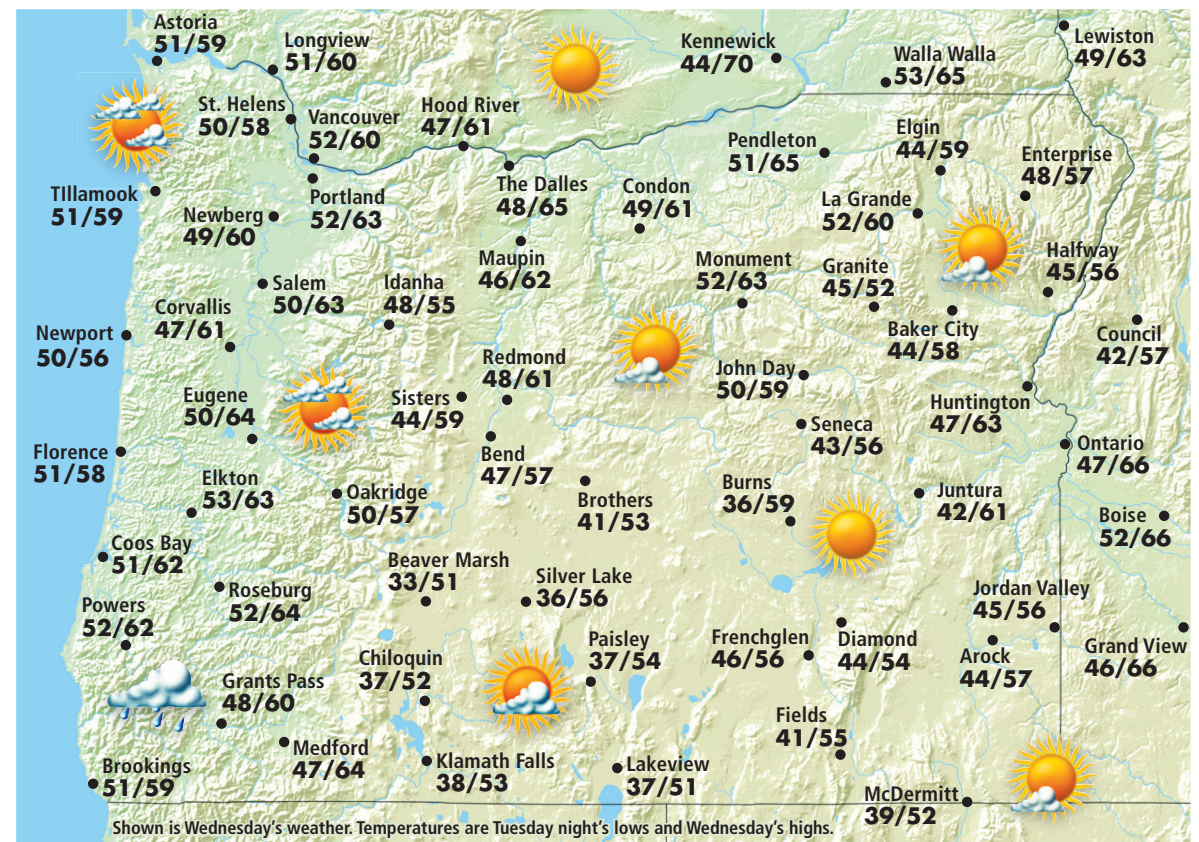 Astoria
51/59
Longview
51/60
Kennewick
44/70
Walla Walla
53/65
Lewiston
49/63
St. Helens
50/58
Vancouver
52/60
Hood River
47/61
Pendleton
51/65
Elgin
44/59
Enterprise
48/57
TIllamook
51/59
Newberg
49/60
Portland
52/63
The Dalles
48/65
Condon
49/61
La Grande
52/60
Maupin
46/62
Monument
52/63
Granite
45/52
Halfway
45/56
Salem
50/63
Idanha
48/55
Corvallis
47/61
Newport
50/56
Baker City
44/58
Council
42/57
Redmond
48/61
John Day
50/59
Eugene
50/64
Sisters
44/59
Huntington
47/63
Seneca
43/56
Florence
51/58
Bend
47/57
Ontario
47/66
Elkton
53/63
Oakridge
50/57
Brothers
41/53
Burns
36/59
Juntura
42/61
Boise
52/66
Coos Bay
51/62
Beaver Marsh
33/51
Silver Lake
36/56
Roseburg
52/64
Jordan Valley
45/56
Powers
52/62
Paisley
37/54
Frenchglen
46/56
Diamond
44/54
Arock
44/57
Grand View
46/66
Chiloquin
37/52
Grants Pass
48/60
Fields
41/55
Medford
47/64
Klamath Falls
38/53
Lakeview
37/51
Brookings
51/59
McDermitt
39/52
Shown is Wednesday's weather. Temperatures are Tuesday night's lows and Wednesday's highs.